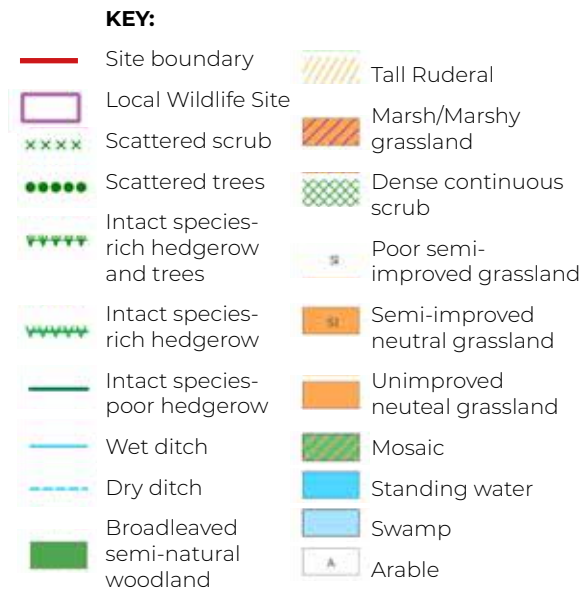 KEY:
Site boundary
Local Wildlife Site
Scattered scrub
Scattered trees
Intact species-
rich hedgerow
and trees
Intact species-
rich hedgerow
Intact species-
poor hedgerow
Wet ditch
Dry ditch
Broadleaved
semi-natural
woodland
Tall Ruderal
Marsh/Marshy
grassland
Dense continuous
scrub
SI
Poor semi-
improved grassland
SI
Semi-improved
neutral grassland
Unimproved
neuteal grassland
Mosaic
Standing water
Swamp
A
Arable